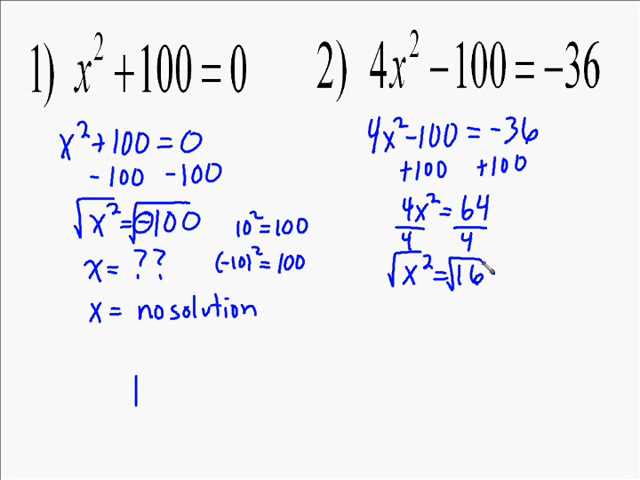 1) x² + 100 = 0
x² + 100 = 0
- 100 - 100
√x² = √-100
10² = 100
x = ??
(-10)² = 100
x = no solution
2) 4x² - 100 = -36
4x² - 100 = -36
+100 +100
4x² = 64
4 4
√x² = √16